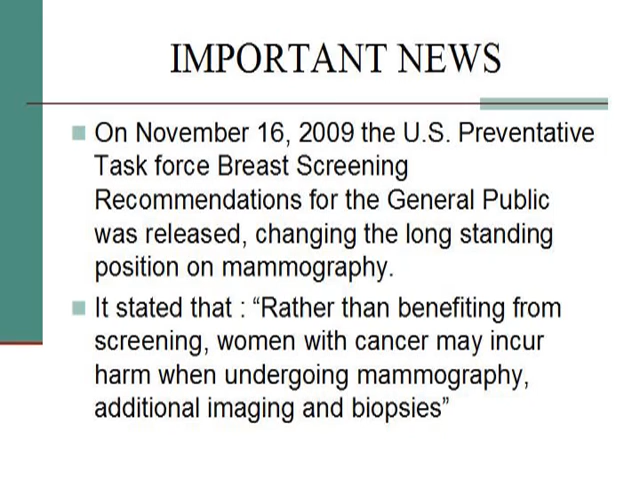 IMPORTANT NEWS
On November 16, 2009 the U.S. Preventative
Task force Breast Screening
Recommendations for the General Public
was released, changing the long standing
position on mammography.
It stated that : “Rather than benefiting from
screening, women with cancer may incur
harm when undergoing mammography,
additional imaging and biopsies”